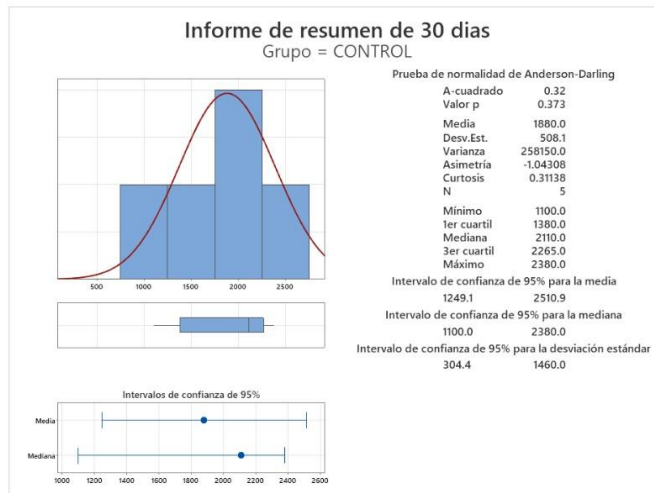 Informe de resumen de 30 dias
Grupo = CONTROL
Prueba de normalidad de Anderson-Darling
A-cuadrado 0.32
Valor p 0.373
Media 1880.0
Desv.Est. 508.1
Varianza 258150.0
Asimetría -1.04308
Curtosis 0.31138
N 5
Mínimo 1100.0
1er cuartil 1380.0
Mediana 2110.0
3er cuartil 2265.0
Máximo 2380.0
Intervalo de confianza de 95% para la media
1249.1 2510.9
Intervalo de confianza de 95% para la mediana
1100.0 2380.0
Intervalo de confianza de 95% para la desviación estándar
304.4 1460.0
500 1000 1500 2000 2500
Intervalos de confianza de 95%
Media
Mediana
1000 1200 1400 1600 1800 2000 2200 2400 2600